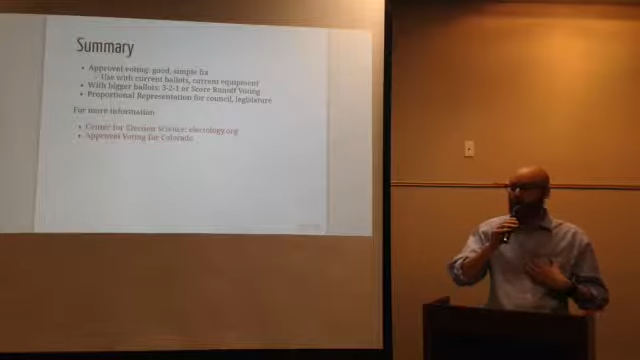 Summary
Approval voting: good, simple fix
Use with current ballots, current equipment
With bigger ballots: 3-2-1 or Score Runoff Voting
Proportional Representation for council, legislature
For more information
Center for Election Science: electology.org
Approval Voting for Colorado